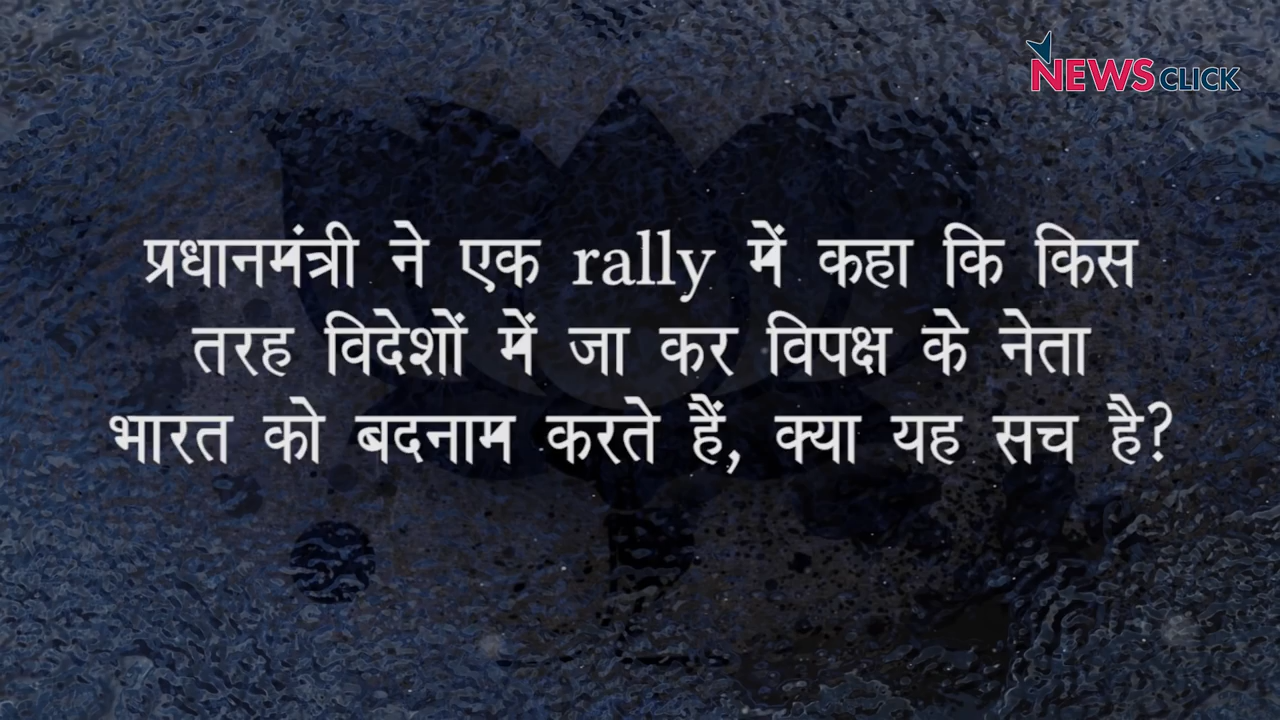 NEWSCLICK
प्रधानमंत्री ने एक rally में कहा कि किस
तरह विदेशों में जा कर विपक्ष के नेता
भारत को बदनाम करते हैं, क्या यह सच है?